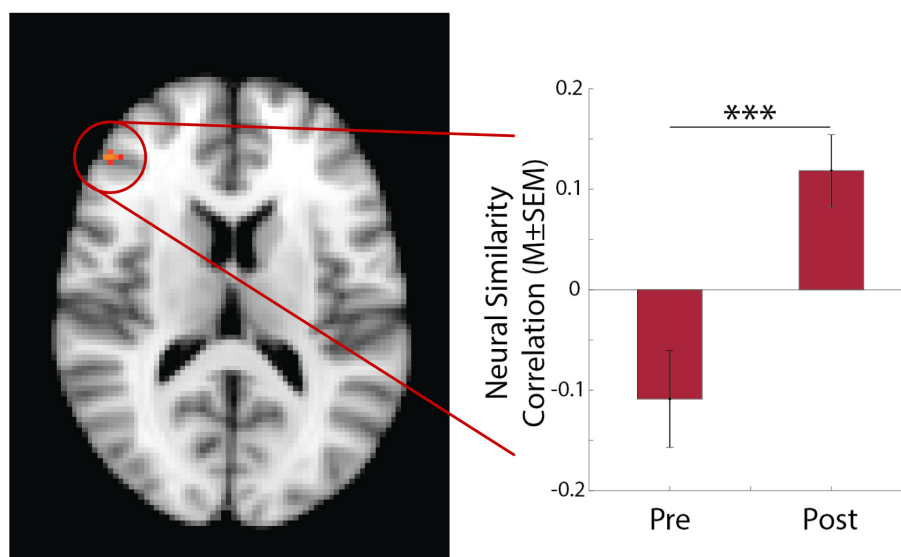 0.2
***
0.1
0
-0.1
-0.2
Neural Similarity
Correlation (M±SEM)
Pre
Post